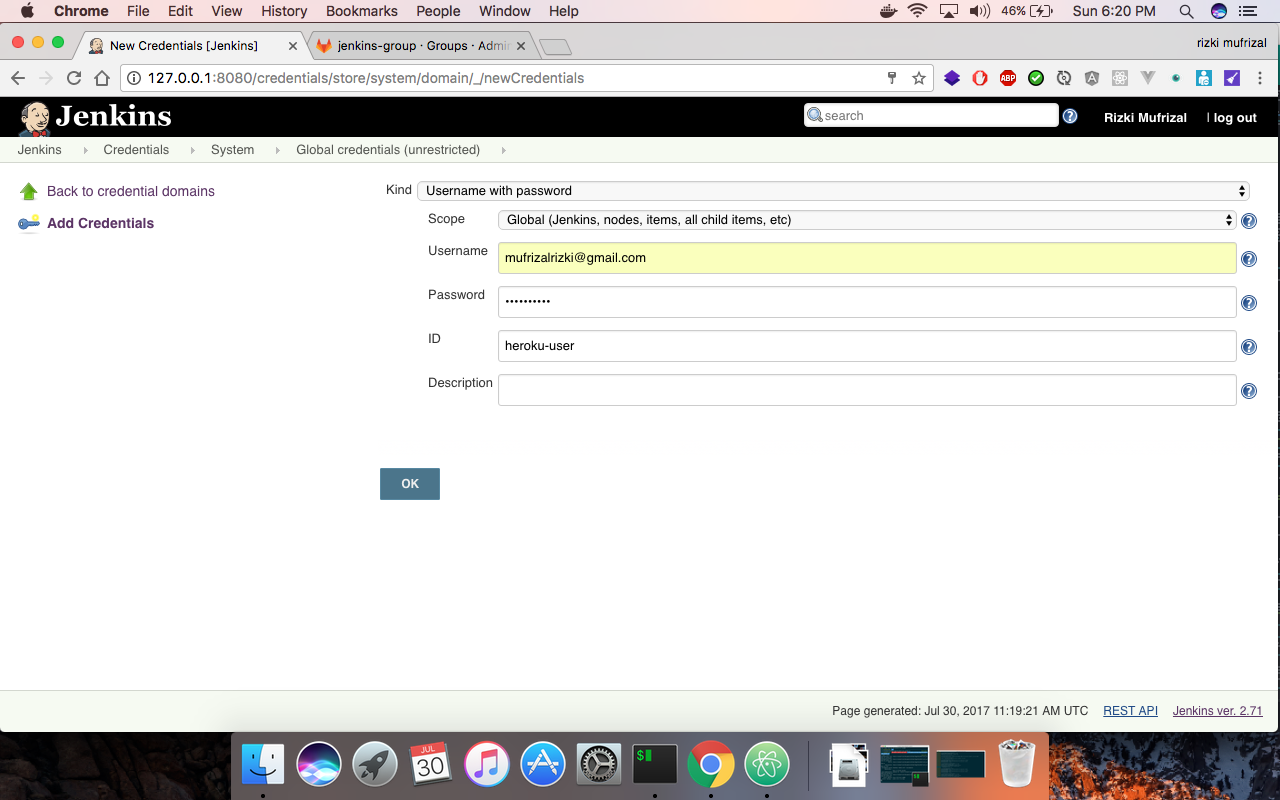 Chrome File Edit View History Bookmarks People Window Help 46% Sun 6:20 PM
New Credentials [Jenkins] jenkins-group · Groups · Admi rizki mufrizal
127.0.0.1:8080/credentials/store/system/domain/_/newCredentials ABP
Jenkins search Rizki Mufrizal | log out
Jenkins Credentials System Global credentials (unrestricted)
Back to credential domains
Add Credentials
Kind Username with password
Scope Global (Jenkins, nodes, items, all child items, etc)
Username mufrizalrizki@gmail.com
Password ••••••••••
ID heroku-user
Description
OK
Page generated: Jul 30, 2017 11:19:21 AM UTC REST API Jenkins ver. 2.71
JUL
30
$